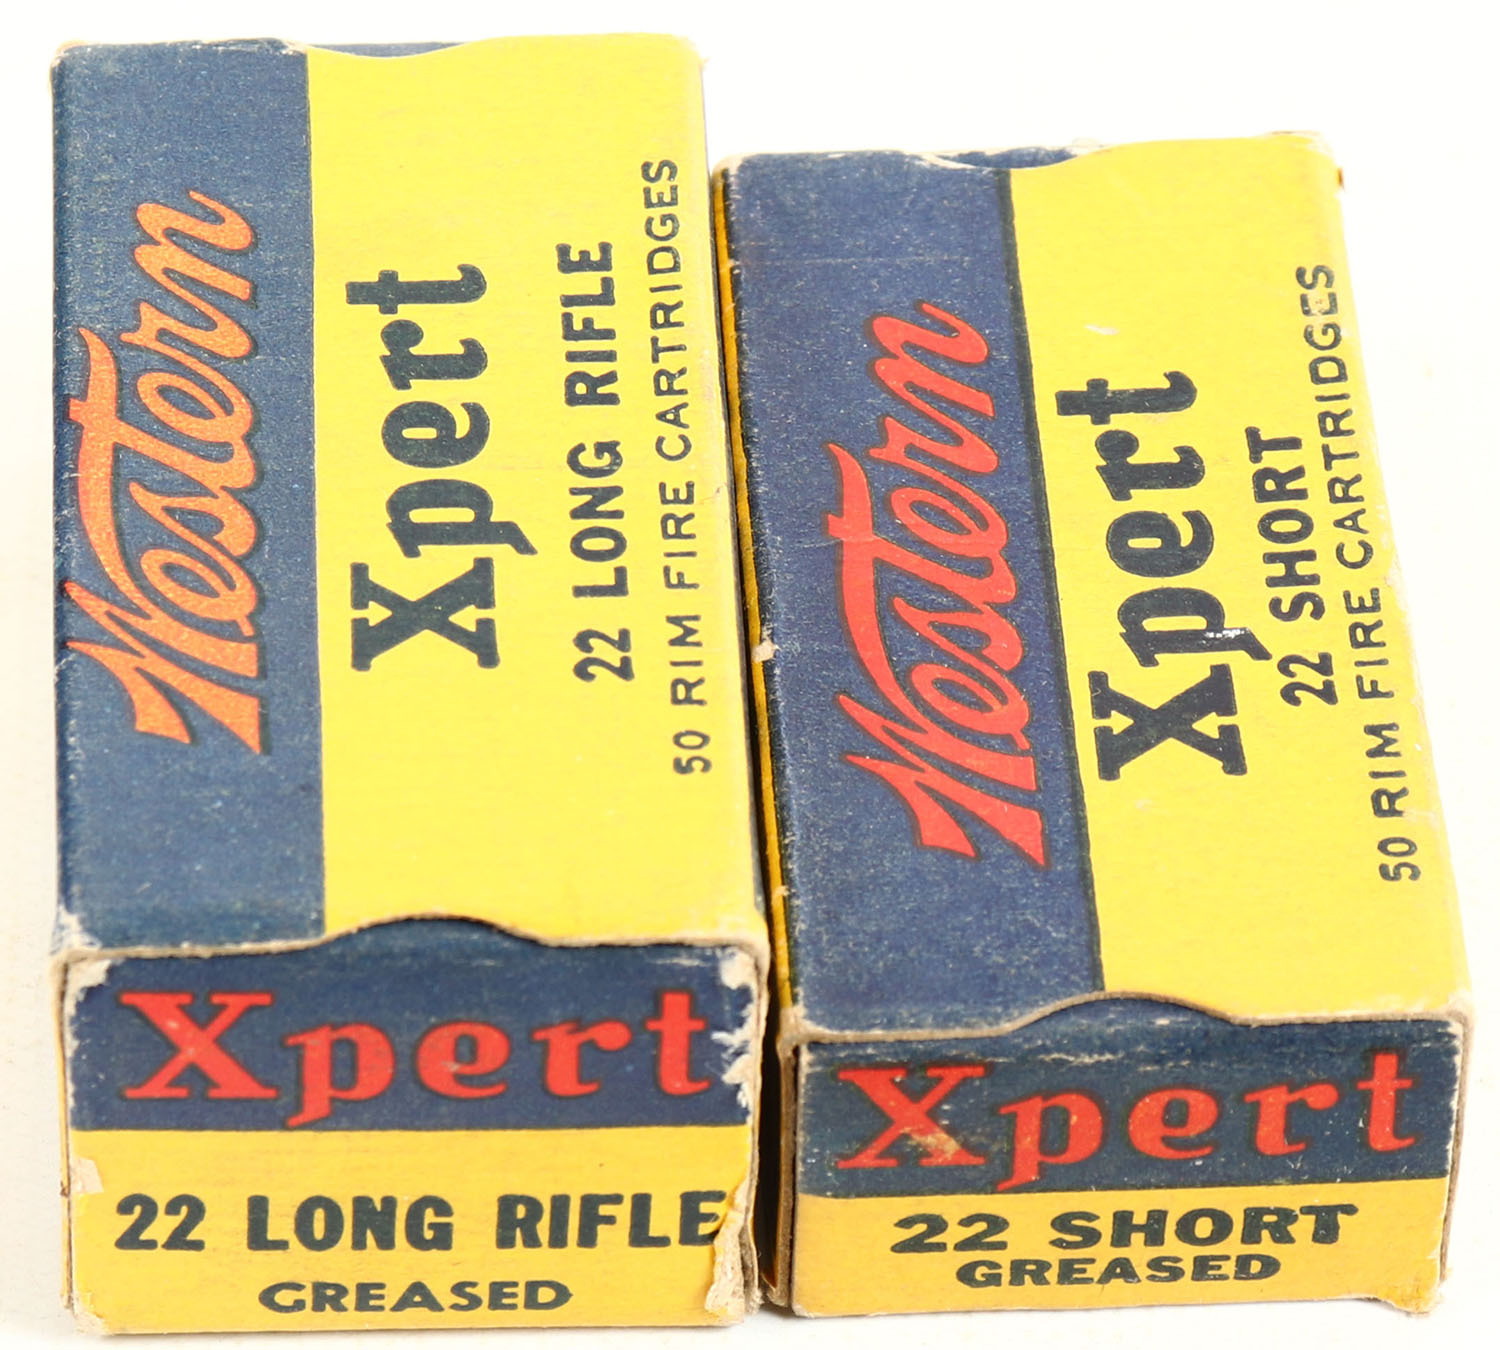 Western
Xpert
22 LONG RIFLE
50 RIM FIRE CARTRIDGES
Xpert
22 LONG RIFLE
GREASED
Western
Xpert
22 SHORT
50 RIM FIRE CARTRIDGES
Xpert
22 SHORT
GREASED